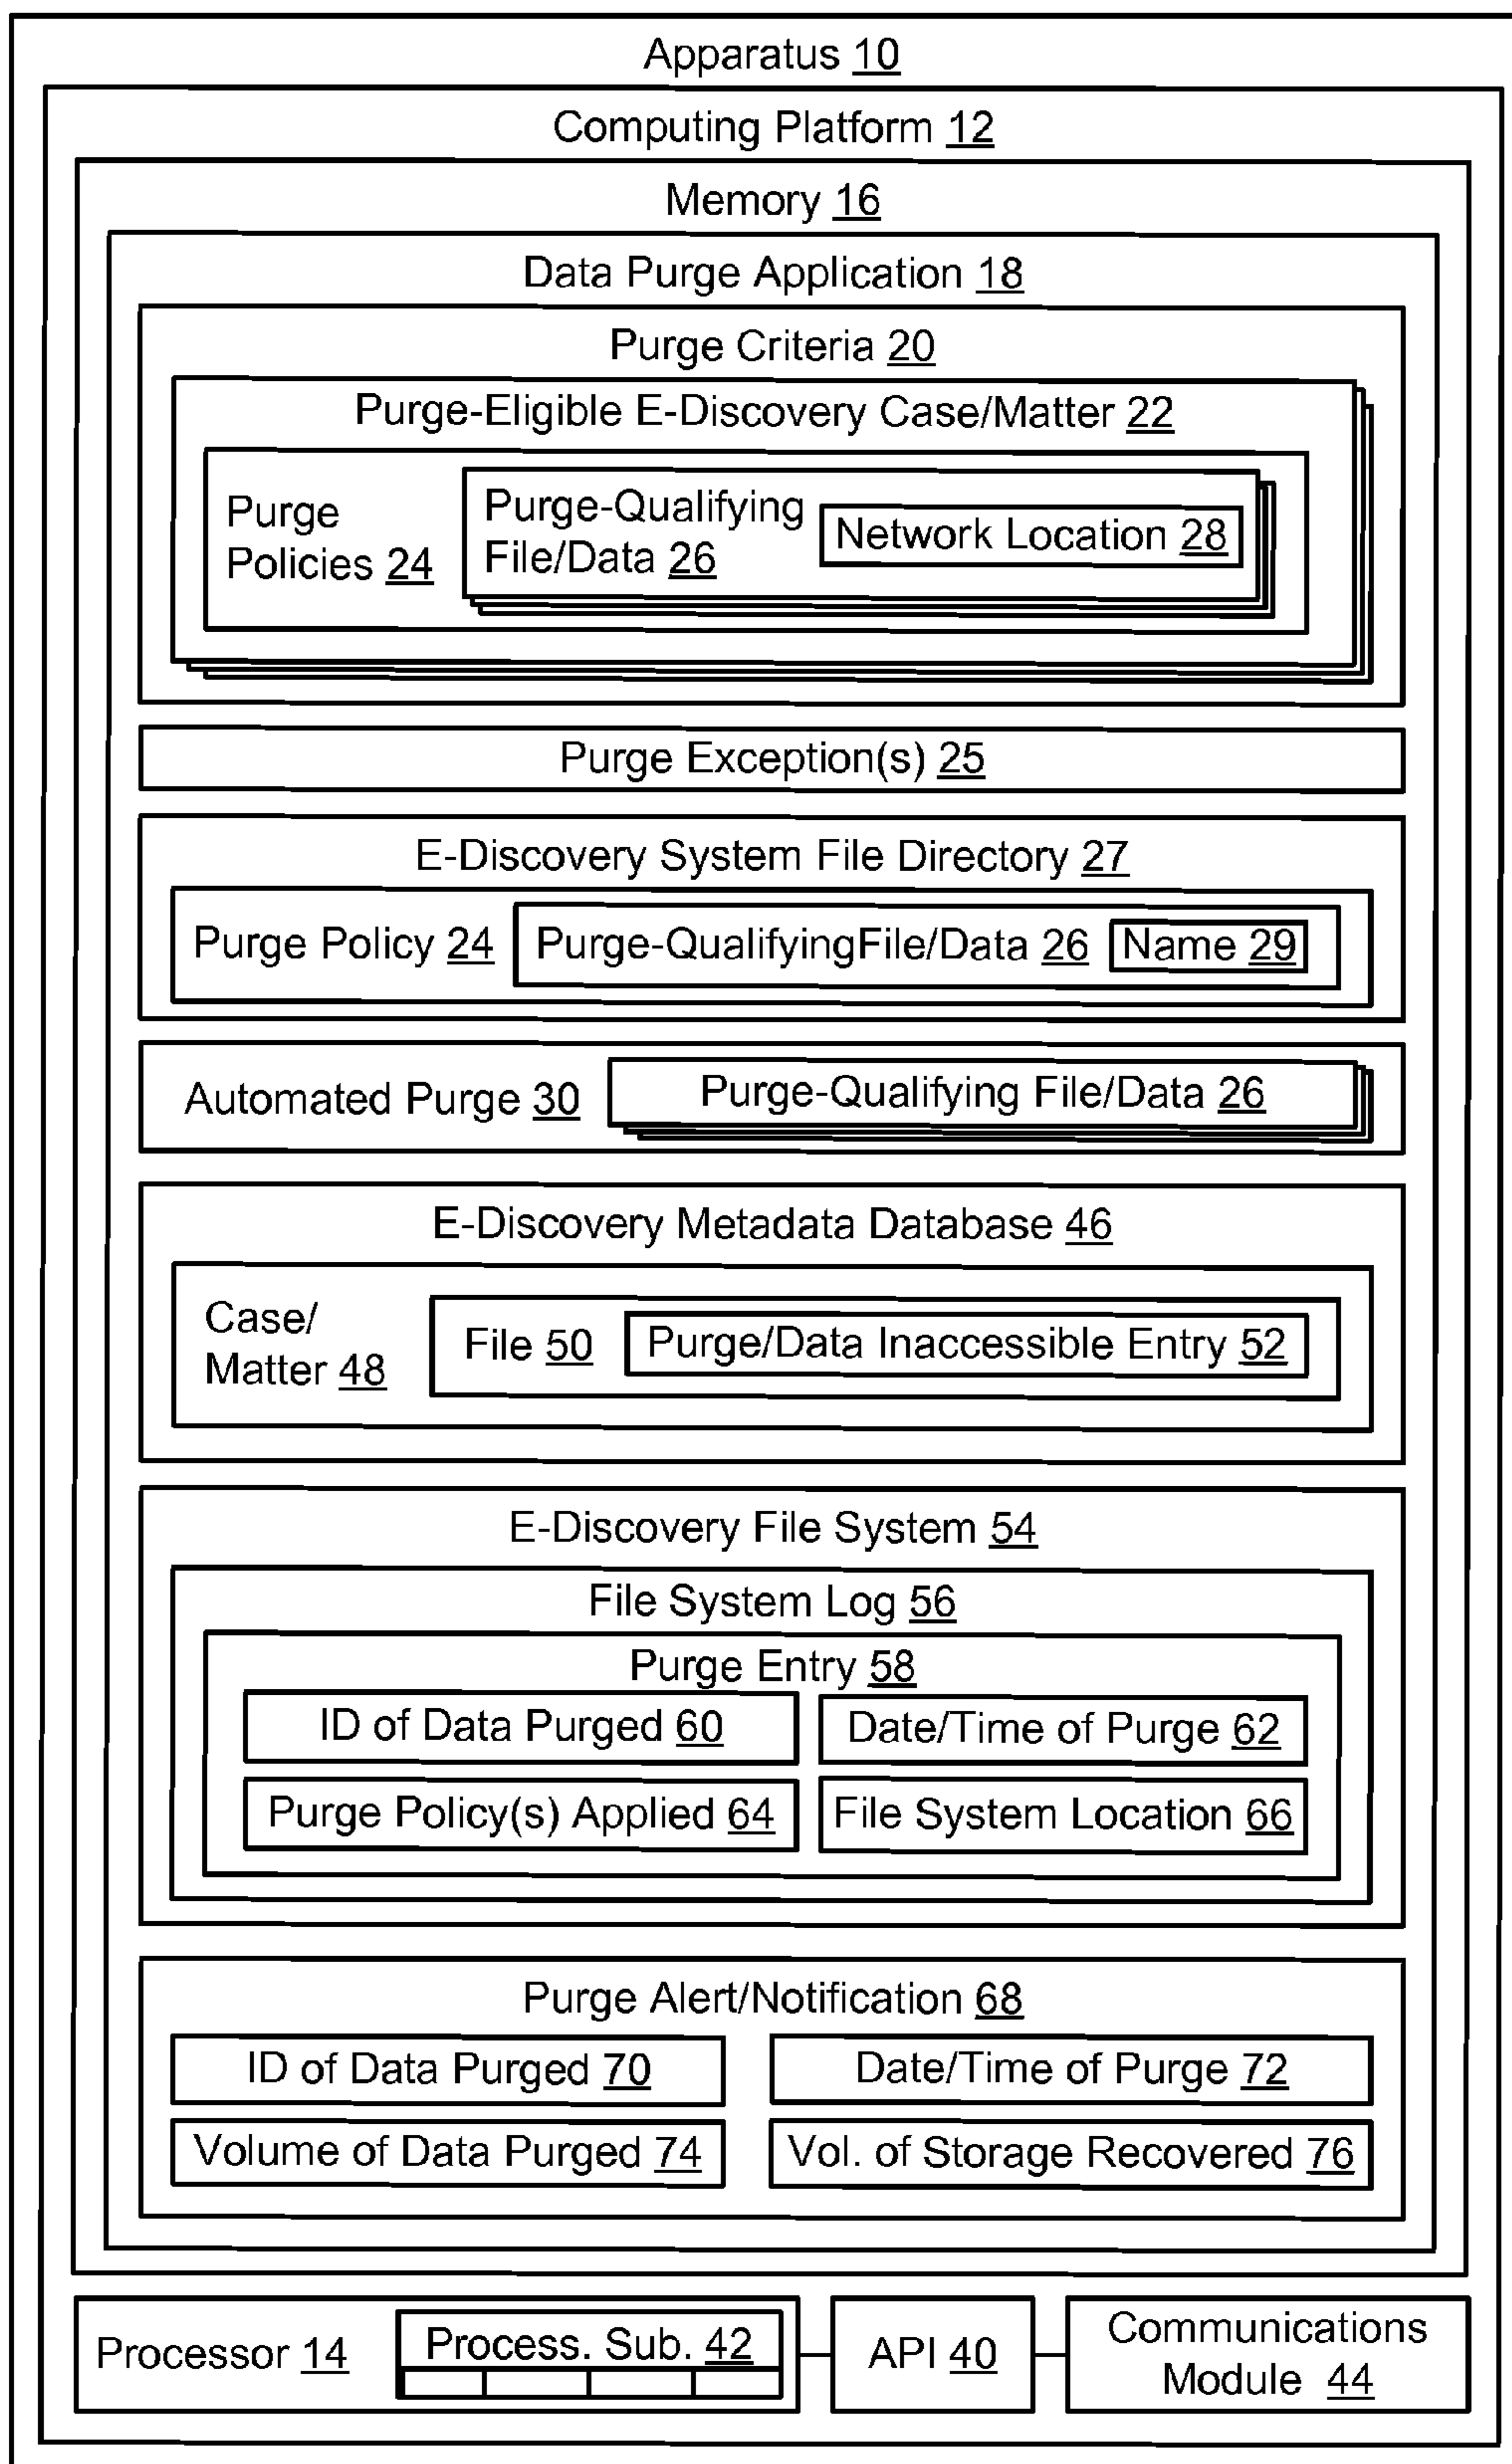 Apparatus 10
Computing Platform 12
Memory 16
Data Purge Application 18
Purge Criteria 20
Purge-Eligible E-Discovery Case/Matter 22
Purge
Policies 24
Purge-Qualifying
File/Data 26
Network Location 28
Purge Exception(s) 25
E-Discovery System File Directory 27
Purge Policy 24
Purge-QualifyingFile/Data 26
Name 29
Automated Purge 30
Purge-Qualifying File/Data 26
E-Discovery Metadata Database 46
Case/
Matter 48
File 50
Purge/Data Inaccessible Entry 52
E-Discovery File System 54
File System Log 56
Purge Entry 58
ID of Data Purged 60
Date/Time of Purge 62
Purge Policy(s) Applied 64
File System Location 66
Purge Alert/Notification 68
ID of Data Purged 70
Date/Time of Purge 72
Volume of Data Purged 74
Vol. of Storage Recovered 76
Processor 14
Process. Sub. 42
API 40
Communications
Module 44